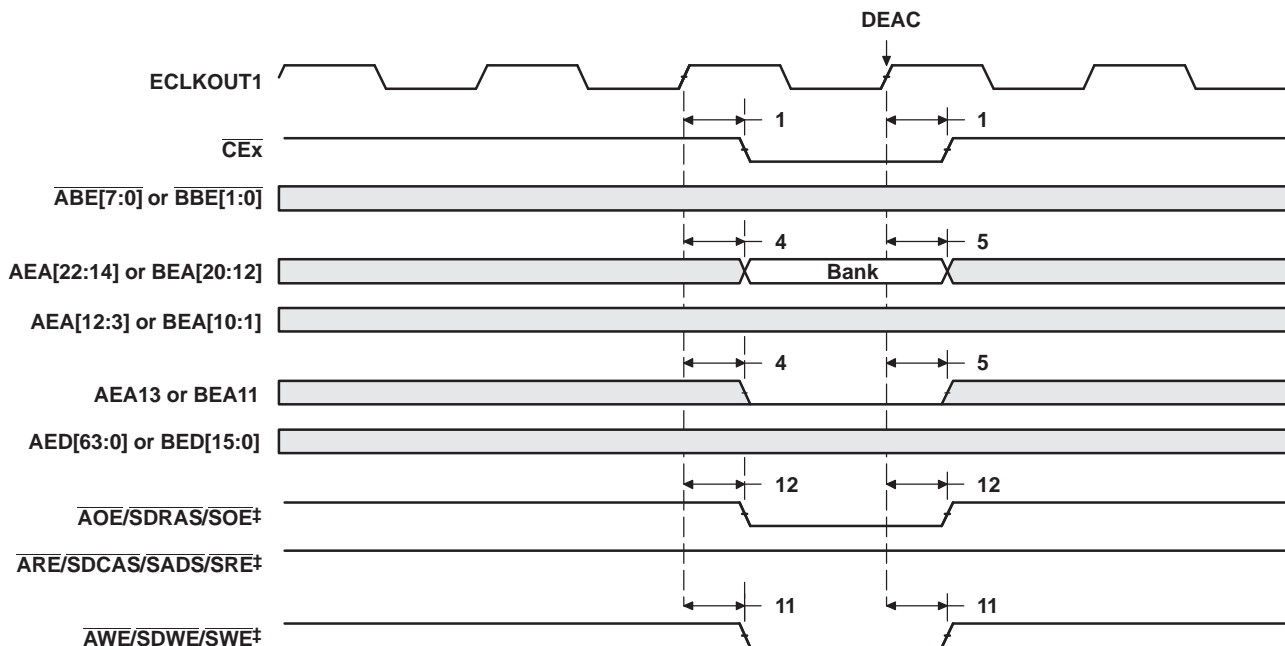 DEAC
ECLKOUT1
1 1
CEx
ABE[7:0] or BBE[1:0]
4 5
AEA[22:14] or BEA[20:12] Bank
AEA[12:3] or BEA[10:1]
4 5
AEA13 or BEA11
AED[63:0] or BED[15:0]
12 12
AOE/SDRAS/SOE‡
ARE/SDCAS/SADS/SRE‡
11 11
AWE/SDWE/SWE‡